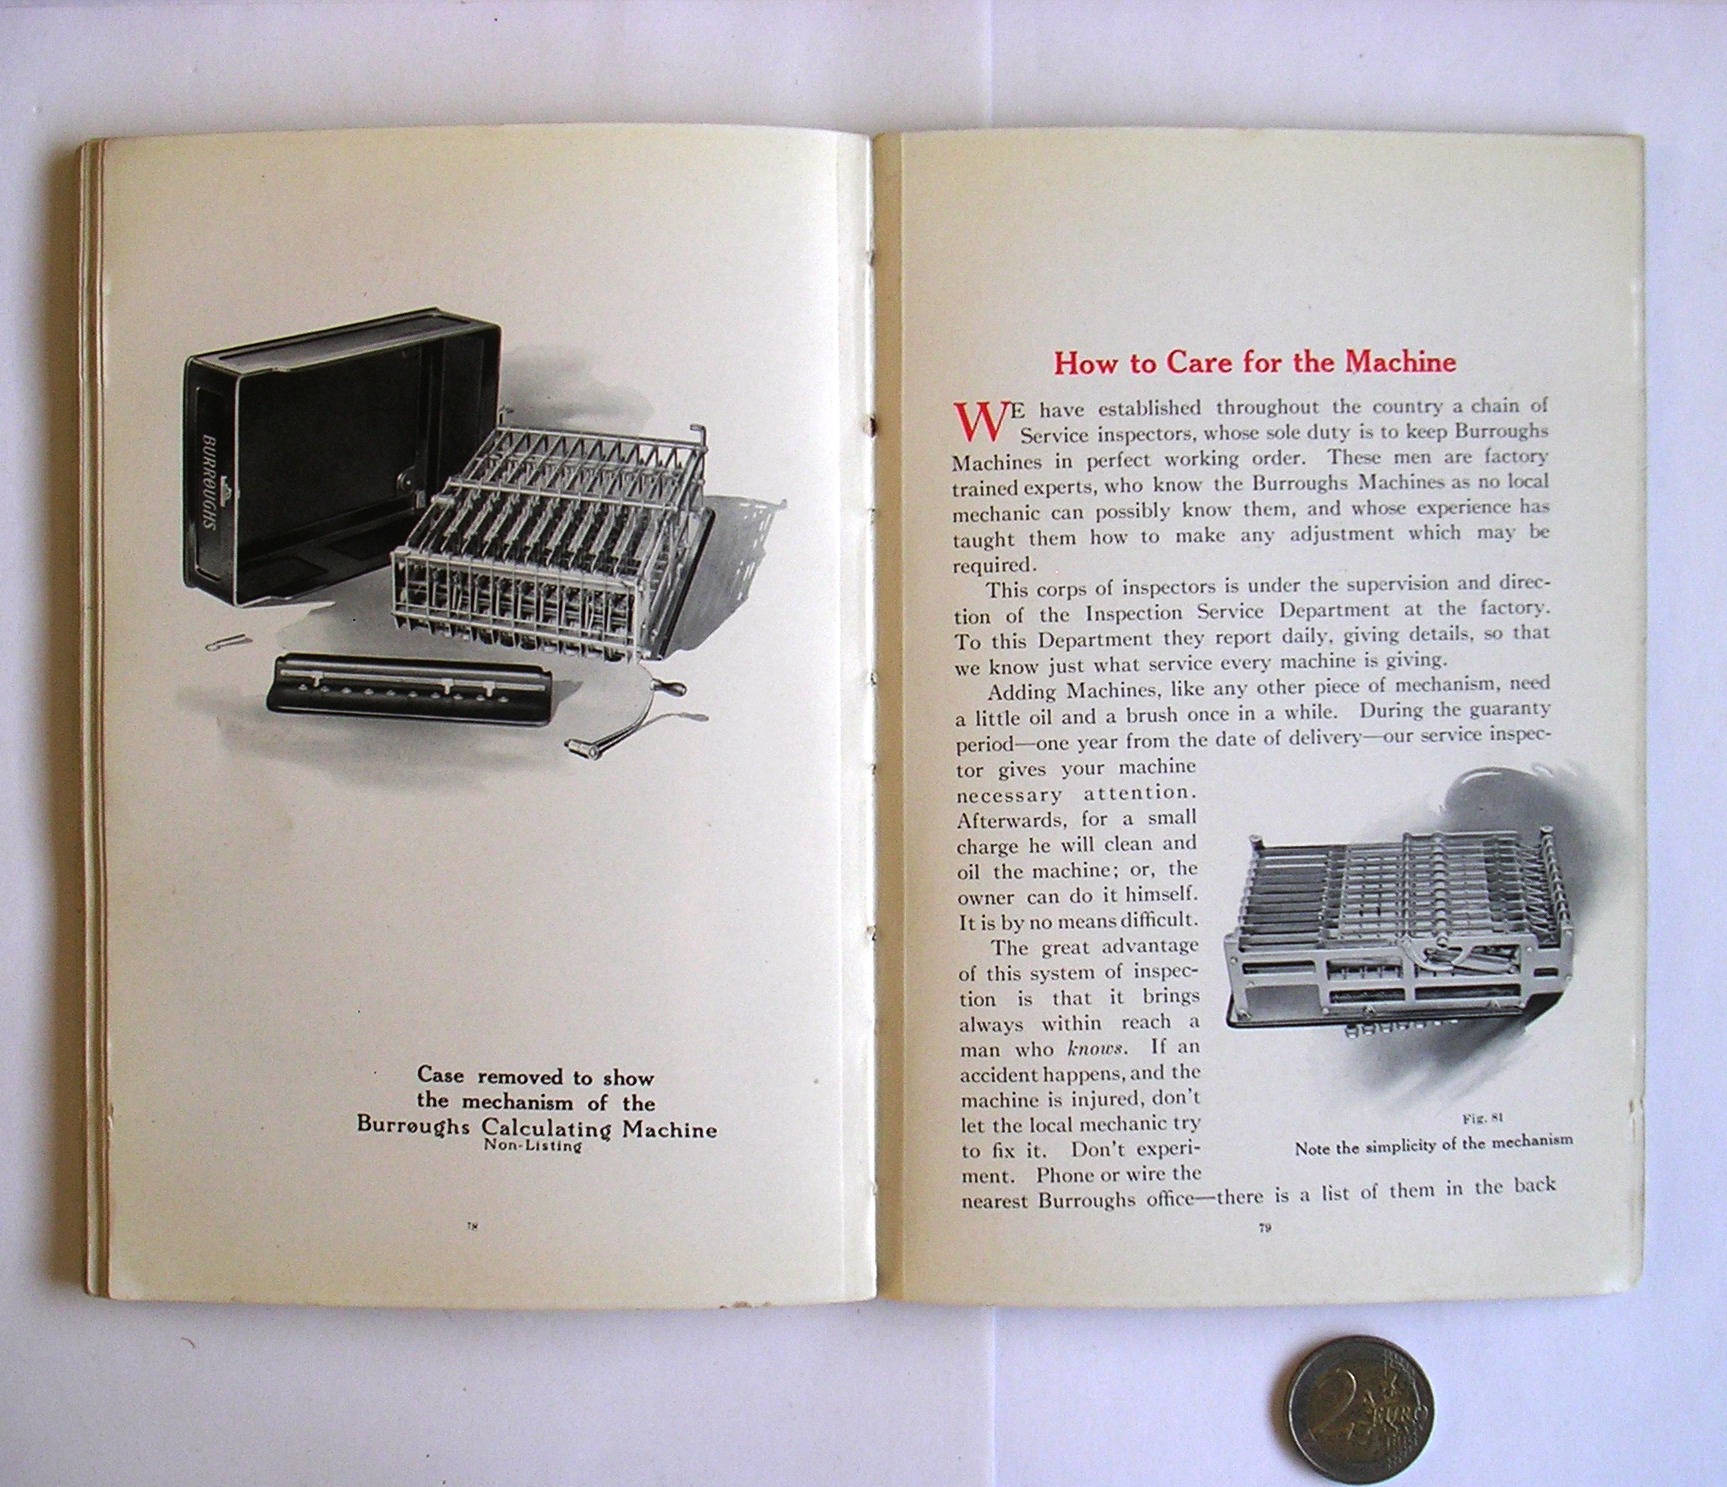 BURROUGHS
Case removed to show
the mechanism of the
Burroughs Calculating Machine
Non-Listing
78
How to Care for the Machine
WE have established throughout the country a chain of
Service inspectors, whose sole duty is to keep Burroughs
Machines in perfect working order. These men are factory
trained experts, who know the Burroughs Machines as no local
mechanic can possibly know them, and whose experience has
taught them how to make any adjustment which may be
required.
This corps of inspectors is under the supervision and direc-
tion of the Inspection Service Department at the factory.
To this Department they report daily, giving details, so that
we know just what service every machine is giving.
Adding Machines, like any other piece of mechanism, need
a little oil and a brush once in a while. During the guaranty
period—one year from the date of delivery—our service inspec-
tor gives your machine
necessary attention.
Afterwards, for a small
charge he will clean and
oil the machine; or, the
owner can do it himself.
It is by no means difficult.
The great advantage
of this system of inspec-
tion is that it brings
always within reach a
man who knows. If an
accident happens, and the
machine is injured, don't
let the local mechanic try
to fix it. Don't experi-
ment. Phone or wire the
nearest Burroughs office—there is a list of them in the back
Fig. 81
Note the simplicity of the mechanism
79
2 EURO